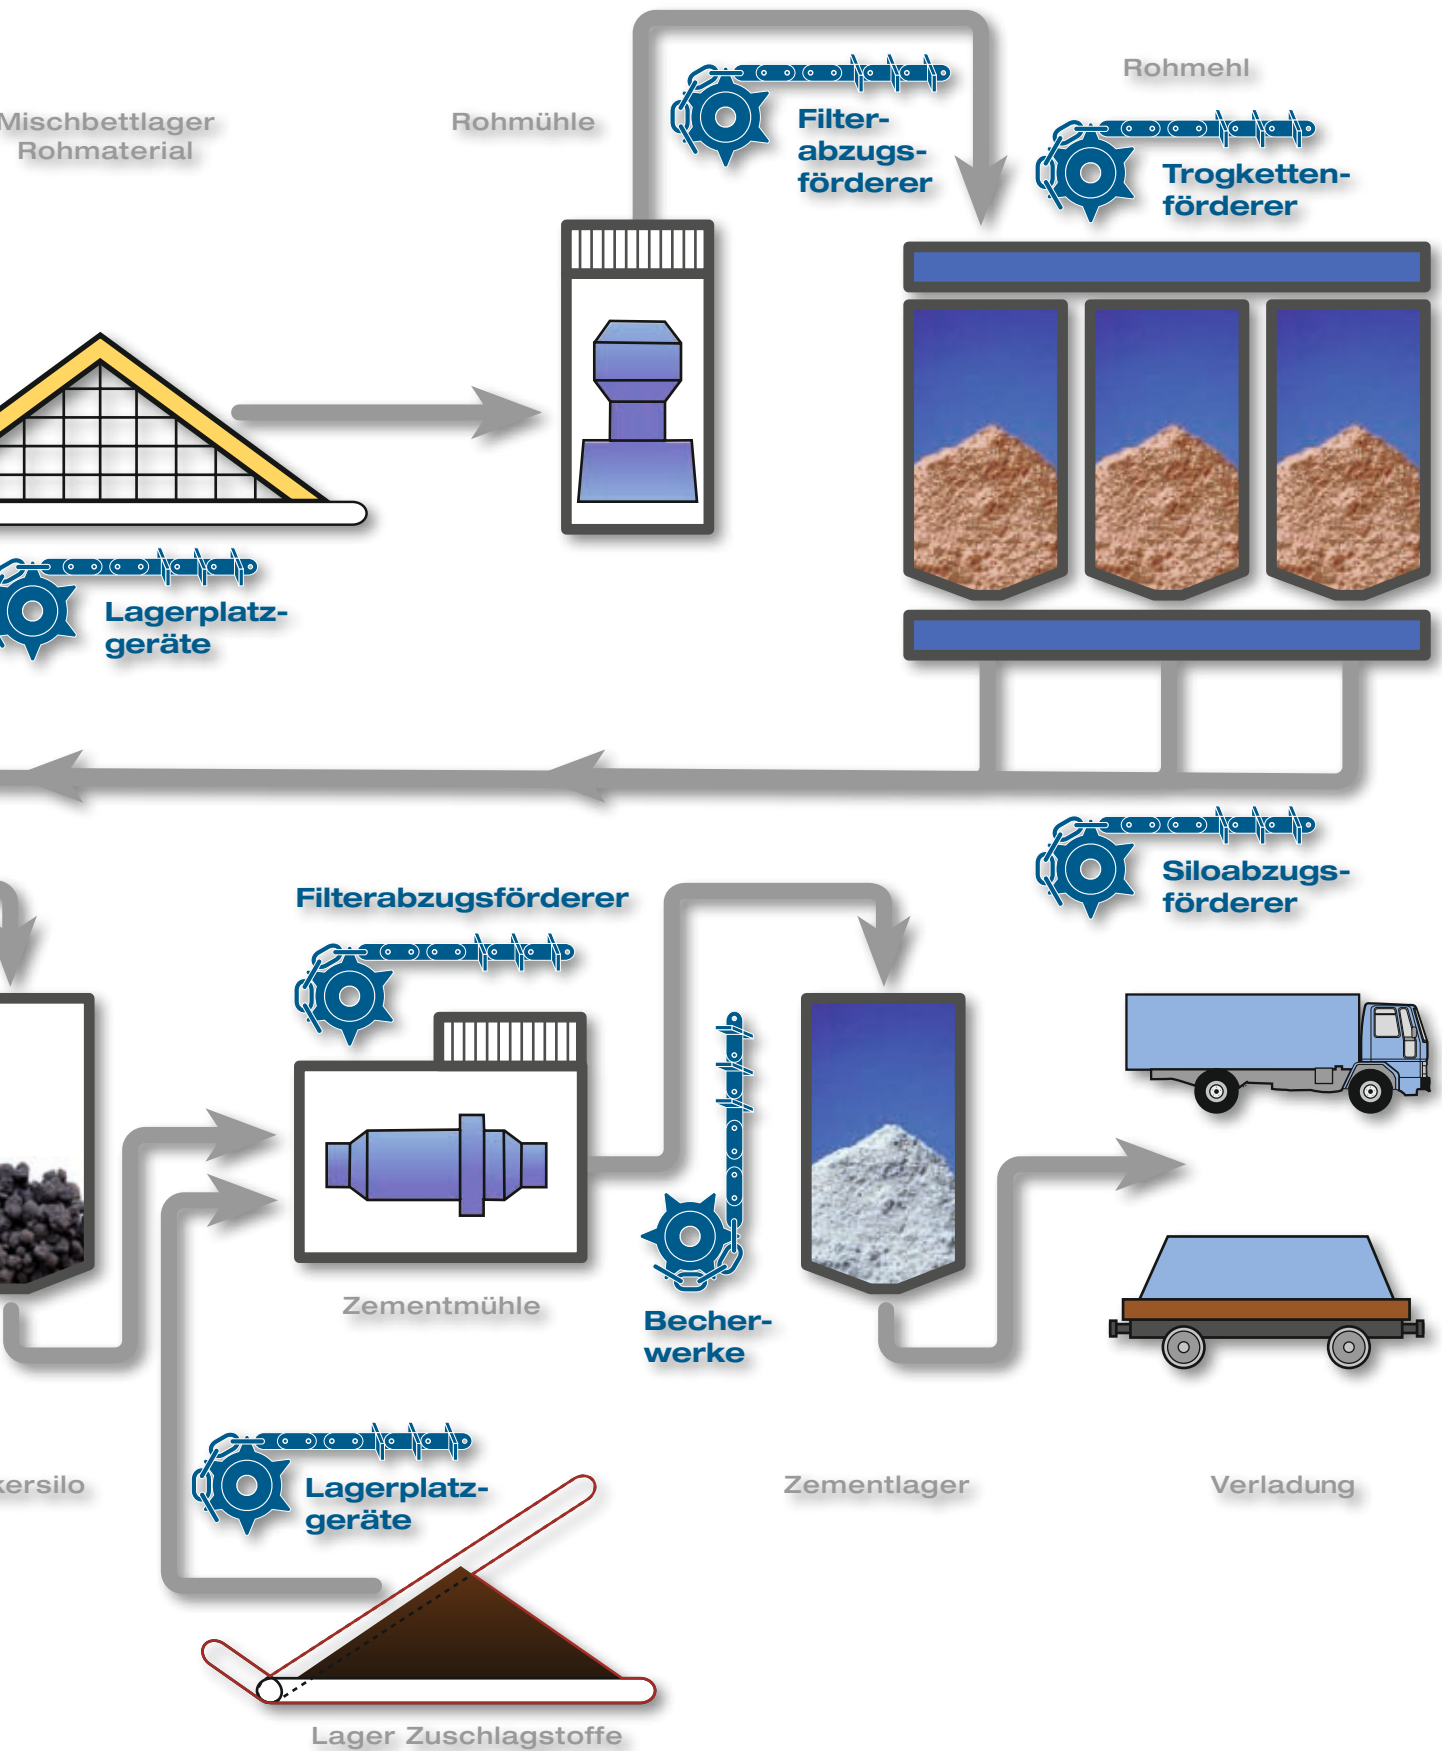 Rohmehl
Mischbettlager
Rohmaterial
Rohmühle
Filter-
abzugs-
förderer
Trogketten-
förderer
Lagerplatz-
geräte
Siloabzugs-
förderer
Filterabzugsförderer
Zementmühle
Becher-
werke
Lagerplatz-
geräte
kersilo
Zementlager
Verladung
Lager Zuschlagstoffe